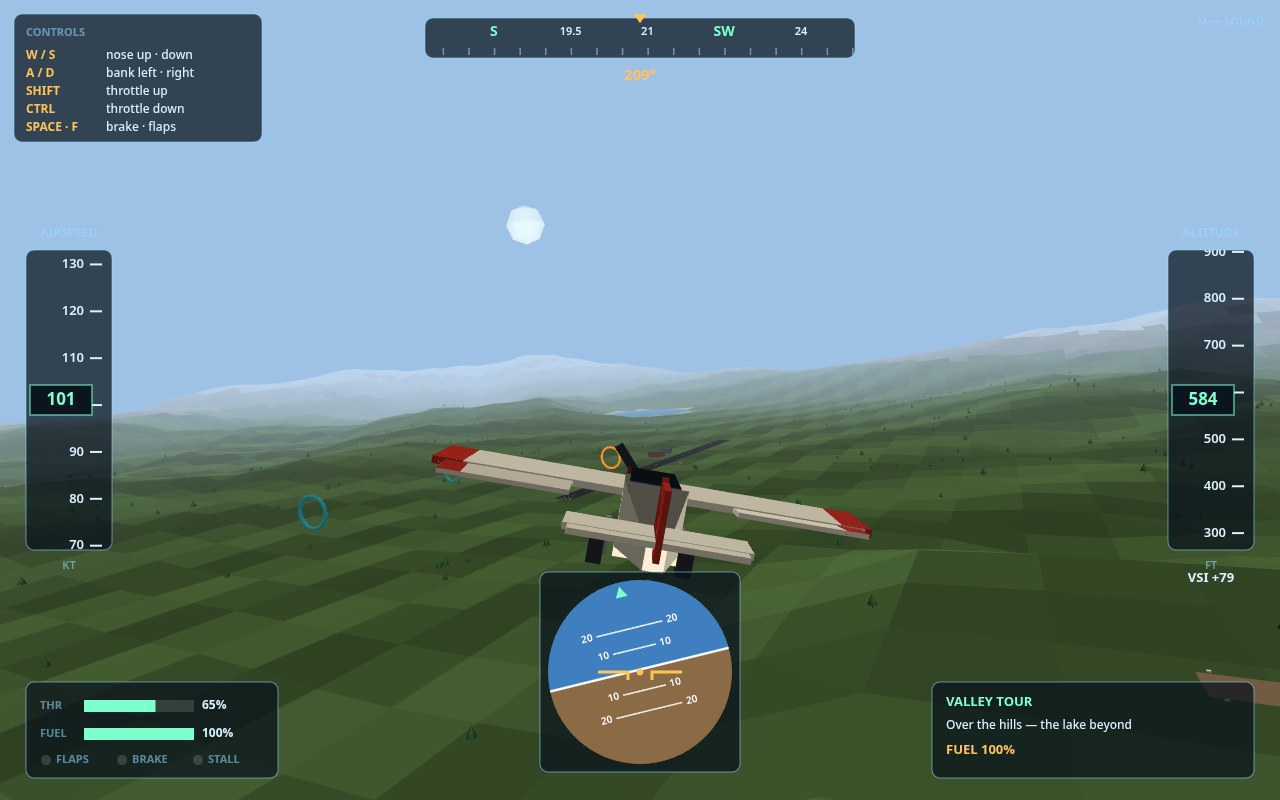 CONTROLS
W / S nose up · down
A / D bank left · right
SHIFT throttle up
CTRL throttle down
SPACE · F brake · flaps
S 19.5 21 SW 24
209°
M — SOUND
AIRSPEED
130
120
110
101
90
80
70
KT
ALTITUDE
900
800
700
584
500
400
300
FT
VSI +79
20 20
10 10
10 10
20 20
THR 65%
FUEL 100%
FLAPS BRAKE STALL
VALLEY TOUR
Over the hills — the lake beyond
FUEL 100%